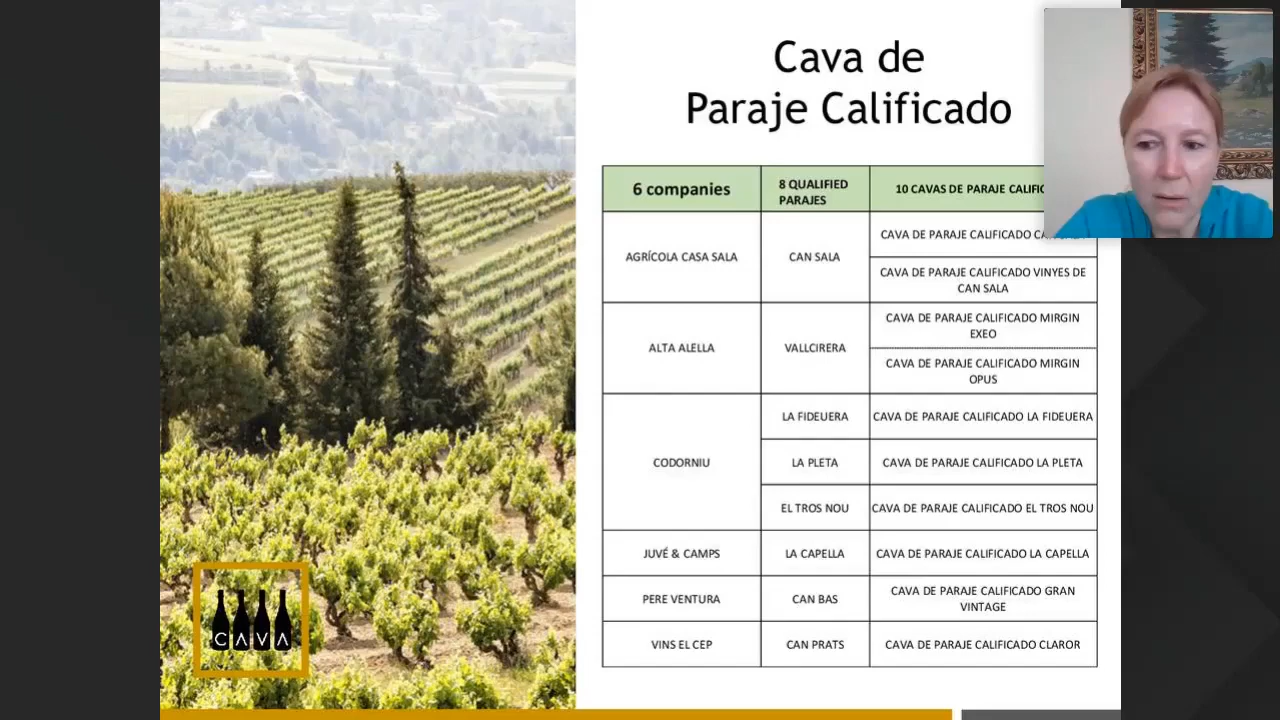 Cava de
Paraje Calificado
6 companies
8 QUALIFIED
PARAJES
10 CAVAS DE PARAJE
AGRÍCOLA CASA SALA
CAN SALA
CAVA DE PARAJE CALIFICADO
CAVA DE PARAJE CALIFICADO VINYES DE
CAN SALA
ALTA ALELLA
VALLCIRERA
CAVA DE PARAJE CALIFICADO MIRGIN
EXEO
CAVA DE PARAJE CALIFICADO MIRGIN
OPUS
CODORNIU
LA FIDEUERA
CAVA DE PARAJE CALIFICADO LA FIDEUERA
LA PLETA
CAVA DE PARAJE CALIFICADO LA PLETA
EL TROS NOU
CAVA DE PARAJE CALIFICADO EL TROS NOU
JUVÉ & CAMPS
LA CAPELLA
CAVA DE PARAJE CALIFICADO LA CAPELLA
PERE VENTURA
CAN BAS
CAVA DE PARAJE CALIFICADO GRAN
VINTAGE
VINS EL CEP
CAN PRATS
CAVA DE PARAJE CALIFICADO CLAROR
CAVA